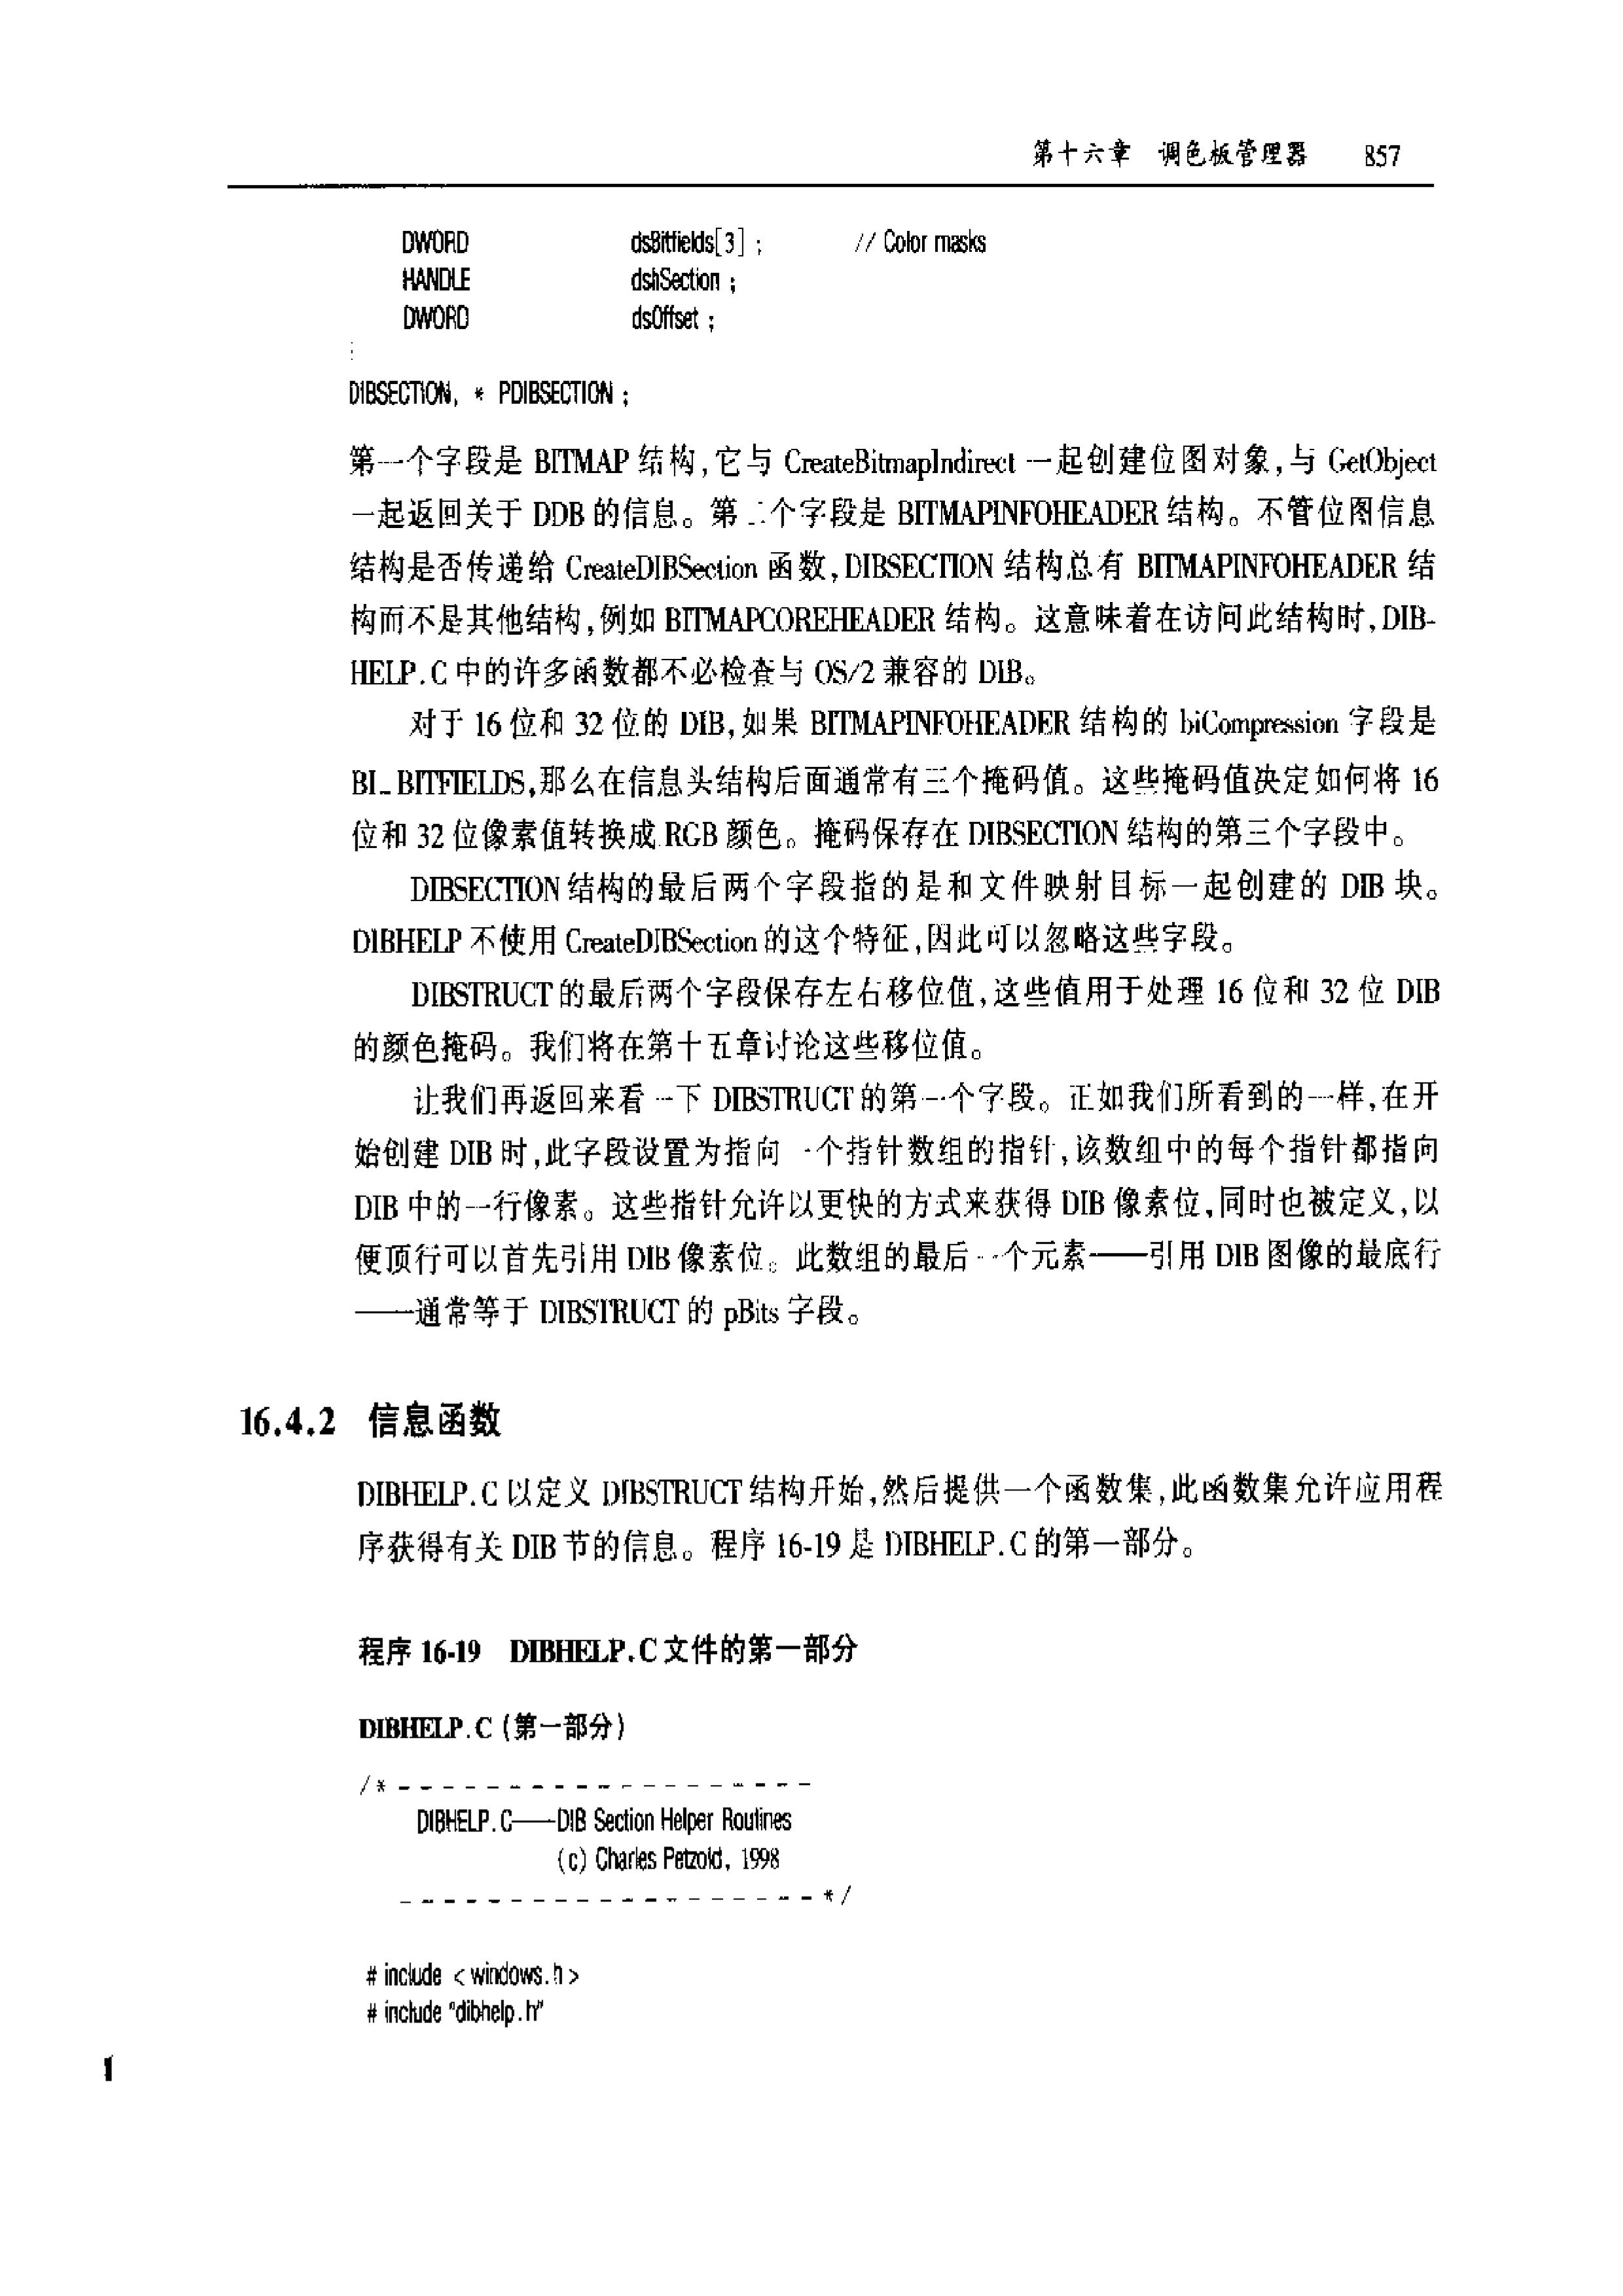 第十六章 调色板管理器 857
DWORD dsBitfields[3] ; // Color masks
HANDLE dshSection ;
DWORD dsOffset ;
DIBSECTION, * PDIBSECTION ;
第一个字段是 BITMAP 结构,它与 CreateBitmapIndirect 一起创建位图对象,与 GetObject
一起返回关于 DDB 的信息。第二个字段是 BITMAPINFOHEADER 结构。不管位图信息
结构是否传递给 CreateDIBSection 函数,DIBSECTION 结构总有 BITMAPINFOHEADER 结
构而不是其他结构,例如 BITMAPCOREHEADER 结构。这意味着在访问此结构时,DIB-
HELP.C 中的许多函数都不必检查与 OS/2 兼容的 DIB。
对于 16 位和 32 位的 DIB,如果 BITMAPINFOHEADER 结构的 biCompression 字段是
BI_BITFIELDS,那么在信息头结构后面通常有三个掩码值。这些掩码值决定如何将 16
位和 32 位像素值转换成 RGB 颜色。掩码保存在 DIBSECTION 结构的第三个字段中。
DIBSECTION 结构的最后两个字段指的是和文件映射目标一起创建的 DIB 块。
DIBHELP 不使用 CreateDIBSection 的这个特征,因此可以忽略这些字段。
DIBSTRUCT 的最后两个字段保存左右移位值,这些值用于处理 16 位和 32 位 DIB
的颜色掩码。我们将在第十五章讨论这些移位值。
让我们再返回来看一下 DIBSTRUCT 的第一个字段。正如我们所看到的一样,在开
始创建 DIB 时,此字段设置为指向一个指针数组的指针,该数组中的每个指针都指向
DIB 中的一行像素。这些指针允许以更快的方式来获得 DIB 像素位,同时也被定义,以
便顶行可以首先引用 DIB 像素位。此数组的最后一个元素——引用 DIB 图像的最底行
——通常等于 DIBSTRUCT 的 pBits 字段。
16.4.2 信息函数
DIBHELP.C 以定义 DIBSTRUCT 结构开始,然后提供一个函数集,此函数集允许应用程
序获得有关 DIB 节的信息。程序 16-19 是 DIBHELP.C 的第一部分。
程序 16-19 DIBHELP.C 文件的第一部分
DIBHELP.C (第一部分)
/* - - - - - - - - - - - - - - - - - - -
DIBHELP.C——DIB Section Helper Routines
(c) Charles Petzold, 1998
- - - - - - - - - - - - - - - - - - - */
# include <windows.h>
# include "dibhelp.h"